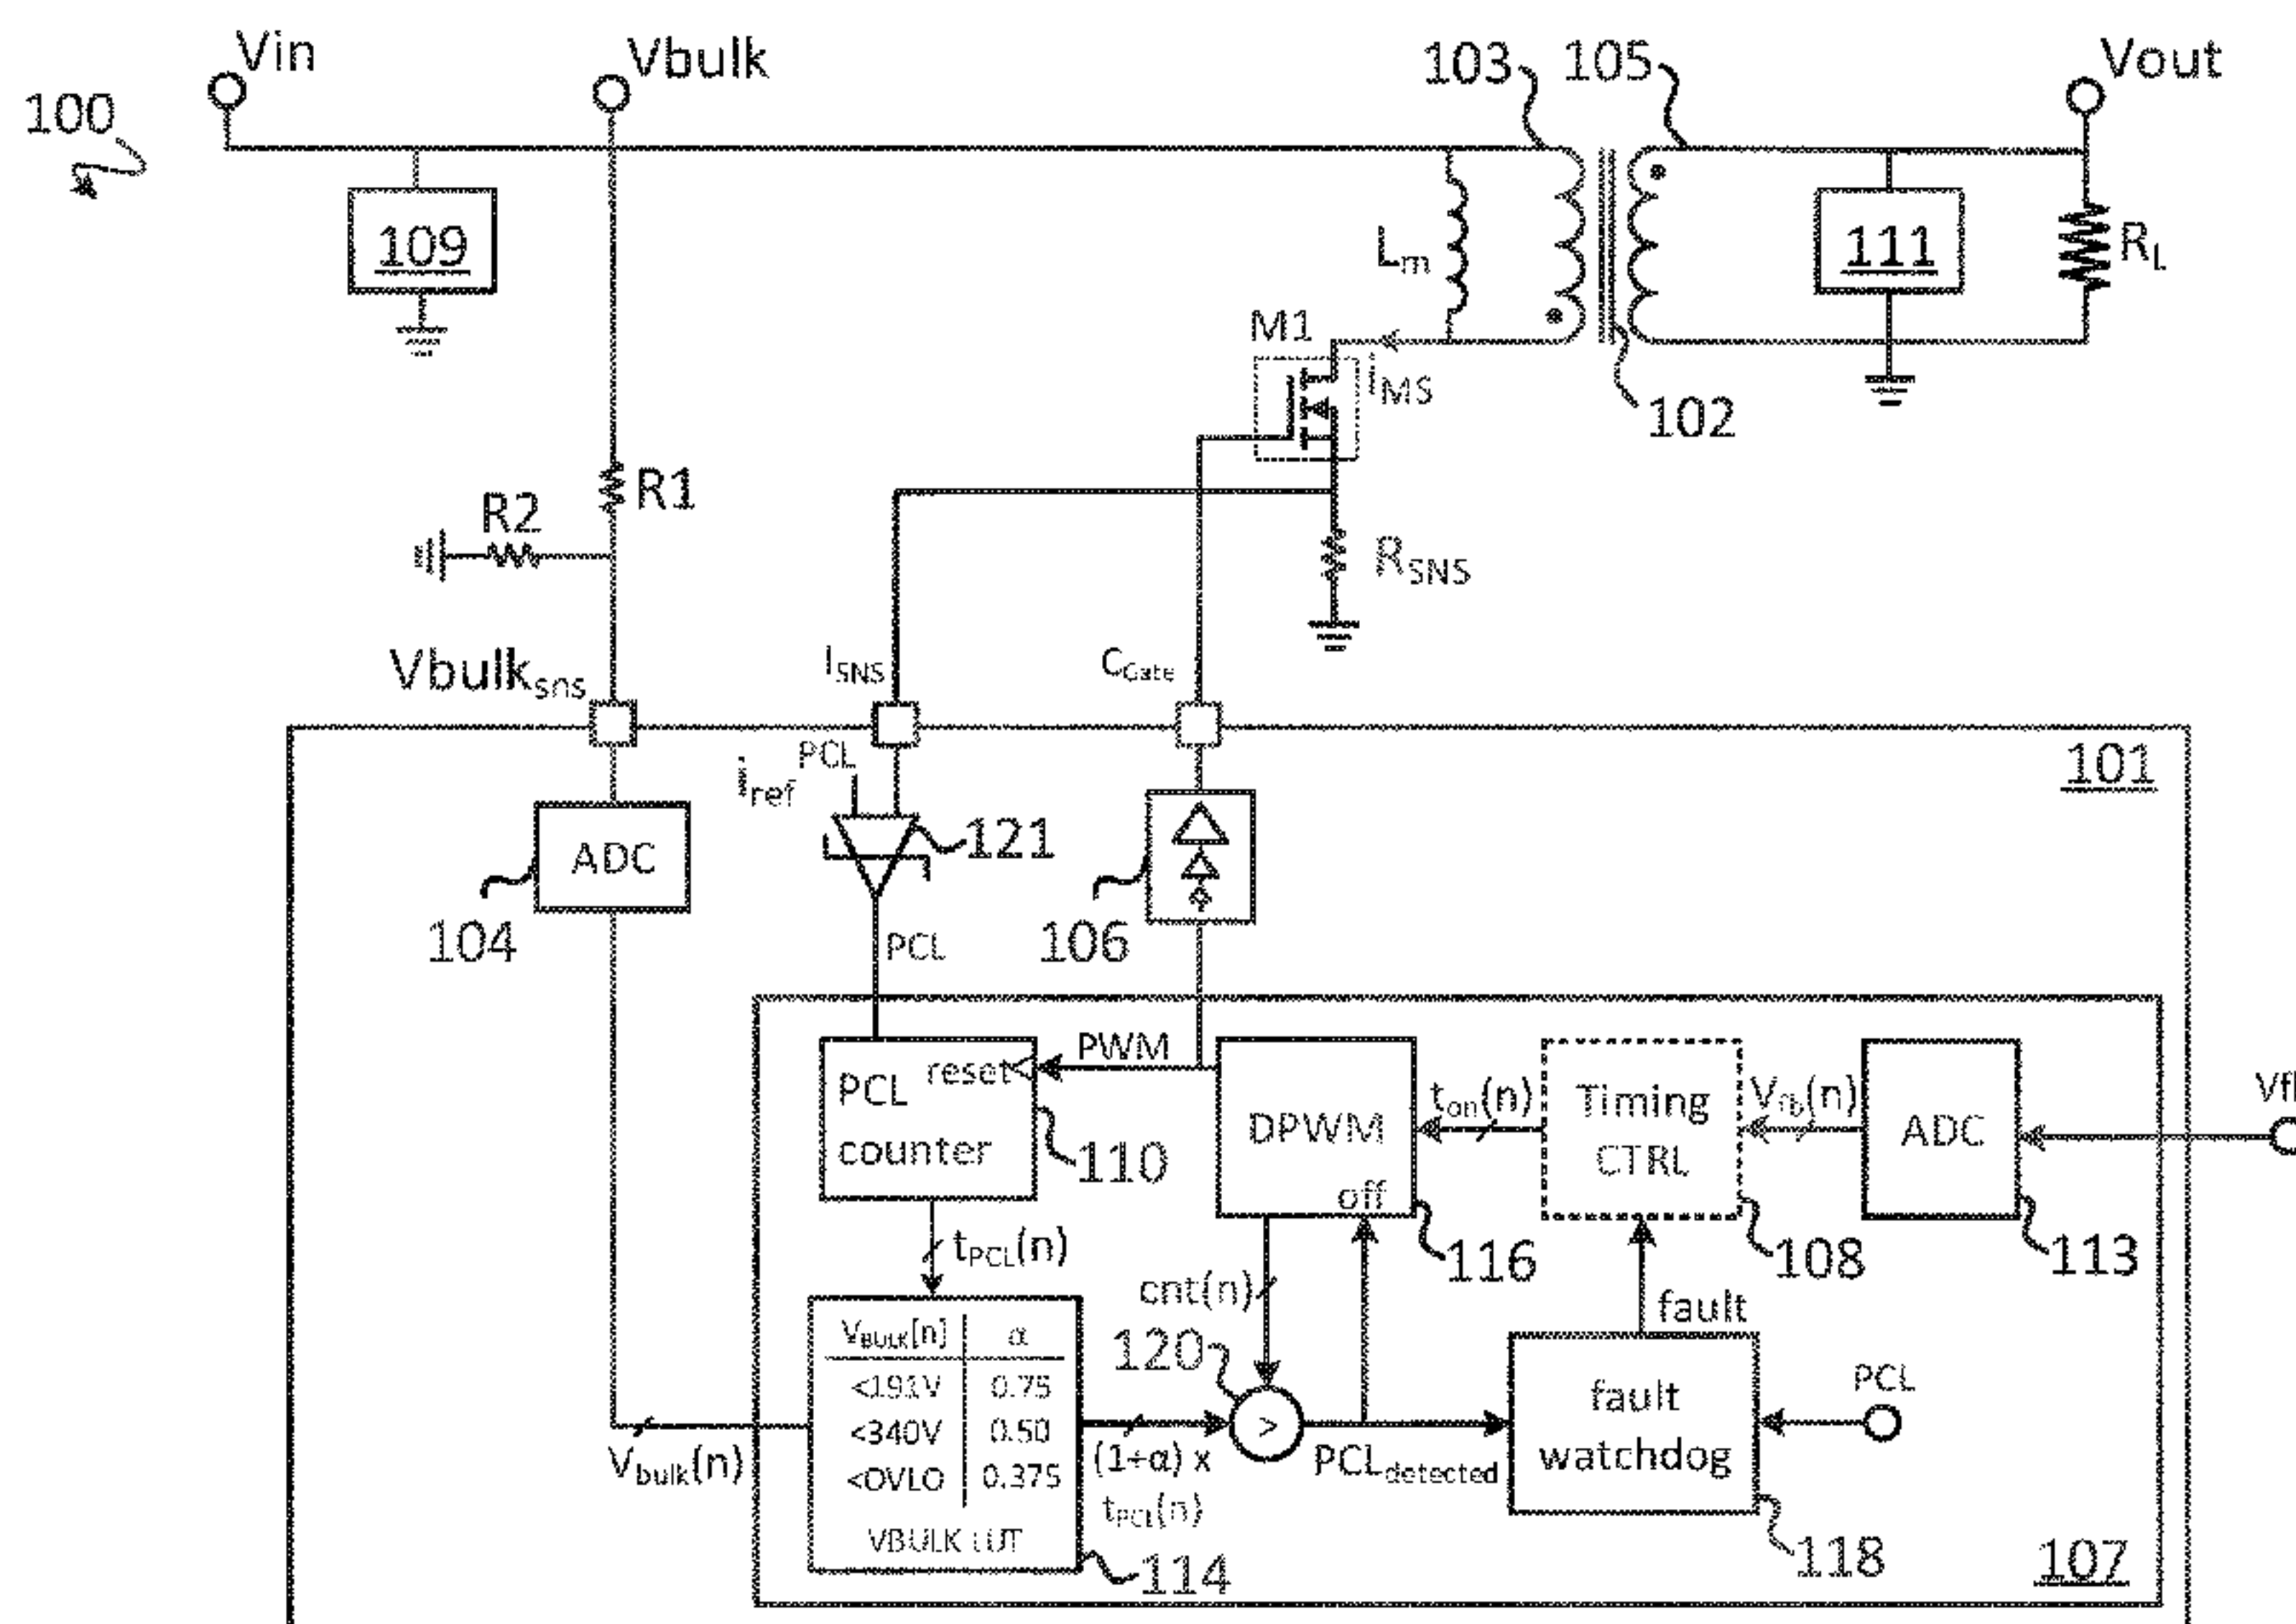 Vin
Vbulk
103
105
Vout
100
109
Lm
111
RL
M1
iMS
102
R1
R2
RSNS
Vbulksns
ISNS
CGate
101
iref PCL
ADC
121
104
106
PCL
PCL
counter
reset
PWM
110
DPWM
off
116
ton(n)
Timing
CTRL
108
Vfb(n)
ADC
113
tPCL(n)
cnt(n)
120
fault
VBULK[n] α
<191V 0.75
<340V 0.50
<OVLO 0.375
VBULK LUT
114
Vbulk(n)
(1+α) x
tPCL(n)
>
PCLdetected
fault
watchdog
PCL
118
107